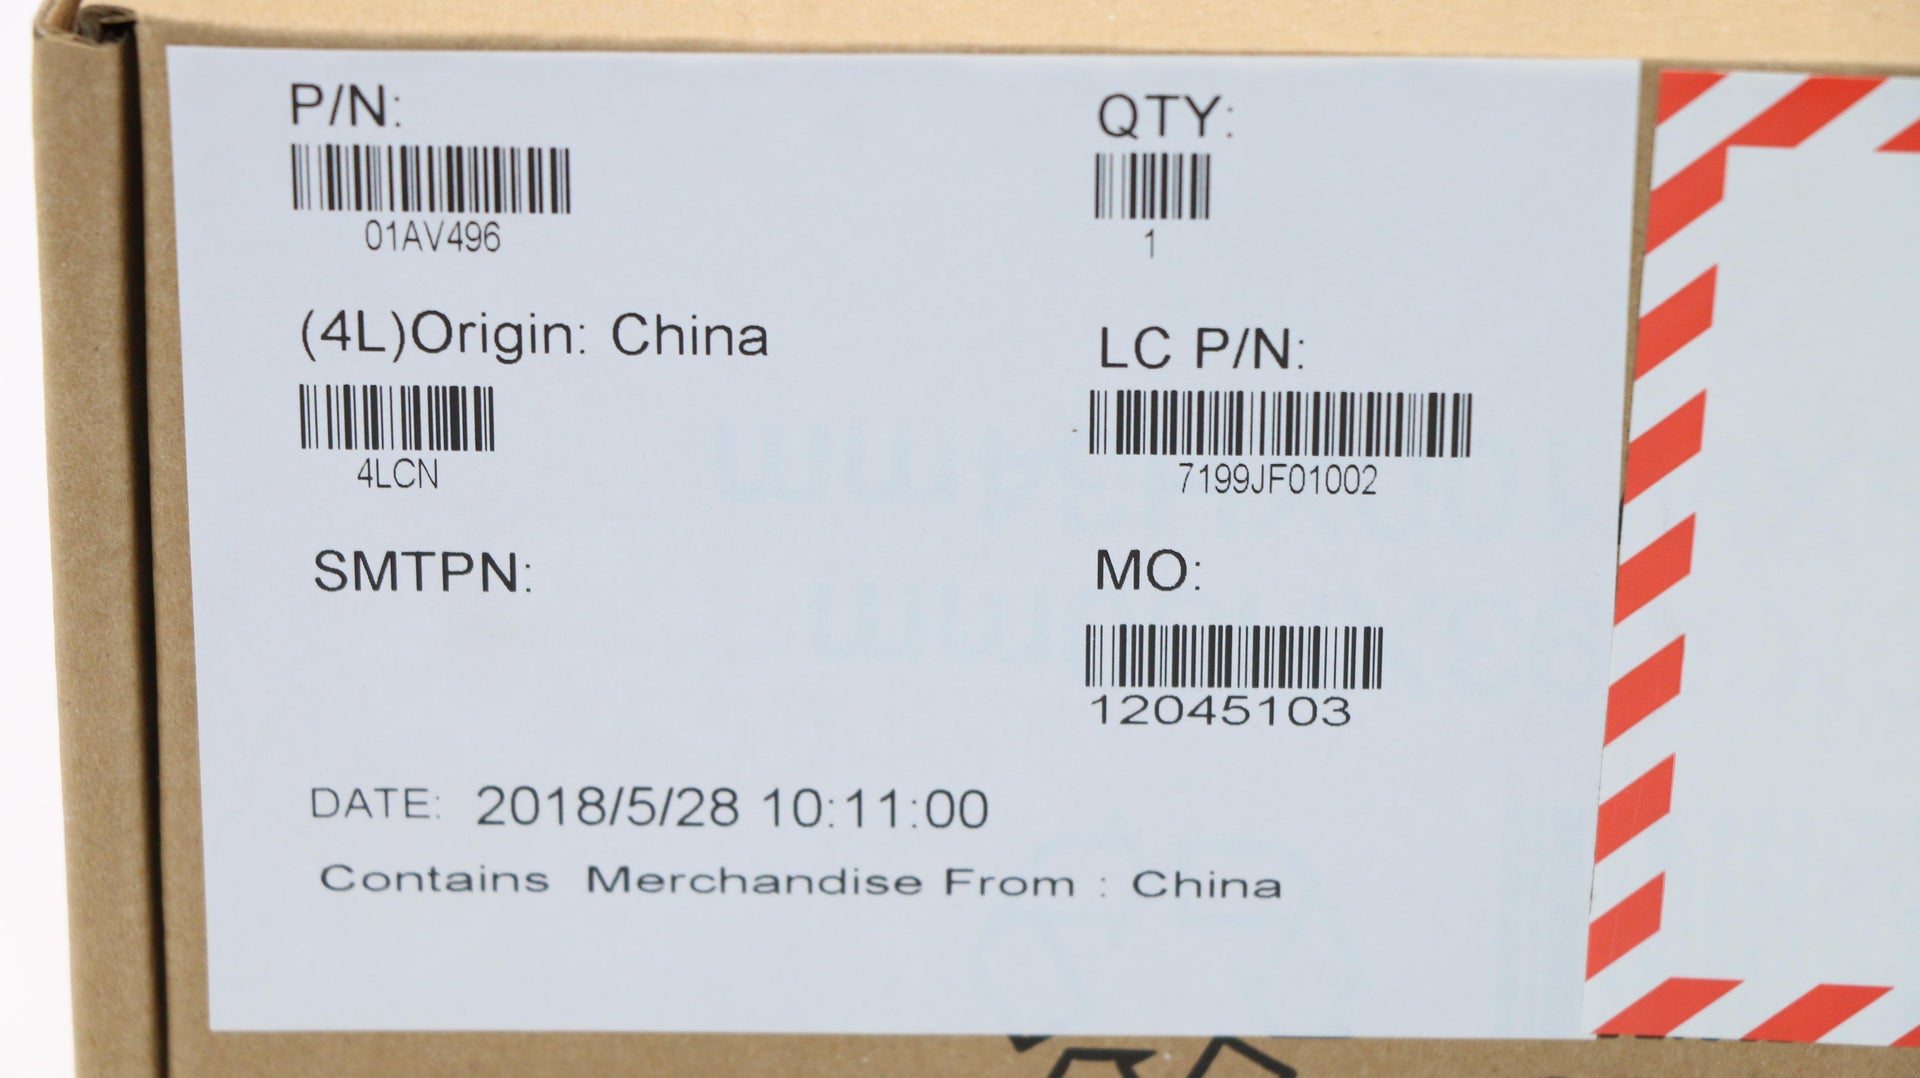 P/N:
01AV496
QTY:
1
(4L)Origin: China
4LCN
LC P/N:
7199JF01002
SMTPN:
MO:
12045103
DATE: 2018/5/28 10:11:00
Contains Merchandise From : China